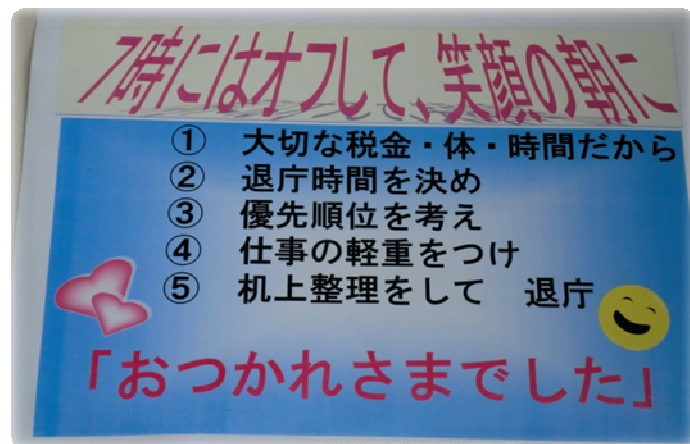 7時にはオフして、笑顔の朝に
① 大切な税金・体・時間だから
② 退庁時間を決め
③ 優先順位を考え
④ 仕事の軽重をつけ
⑤ 机上整理をして 退庁
「おつかれさまでした」